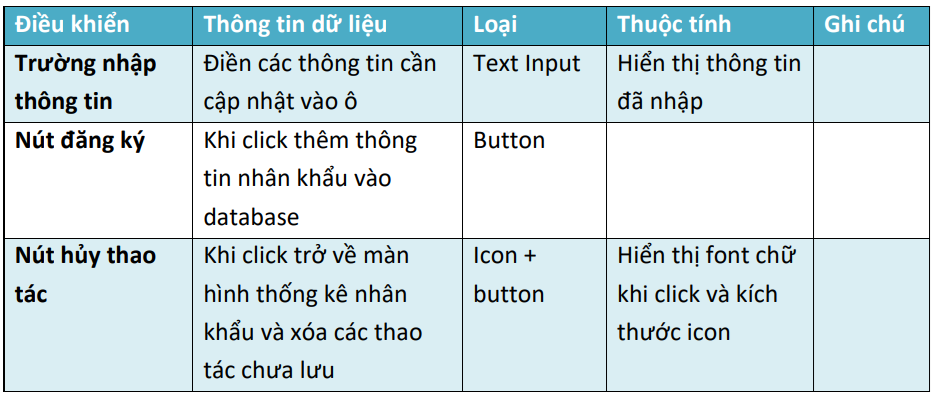 Điều khiển Thông tin dữ liệu Loại Thuộc tính Ghi chú
Trường nhập thông tin Điền các thông tin cần cập nhật vào ô Text Input Hiển thị thông tin đã nhập
Nút đăng ký Khi click thêm thông tin nhân khẩu vào database Button
Nút hủy thao tác Khi click trở về màn hình thống kê nhân khẩu và xóa các thao tác chưa lưu Icon + button Hiển thị font chữ khi click và kích thước icon